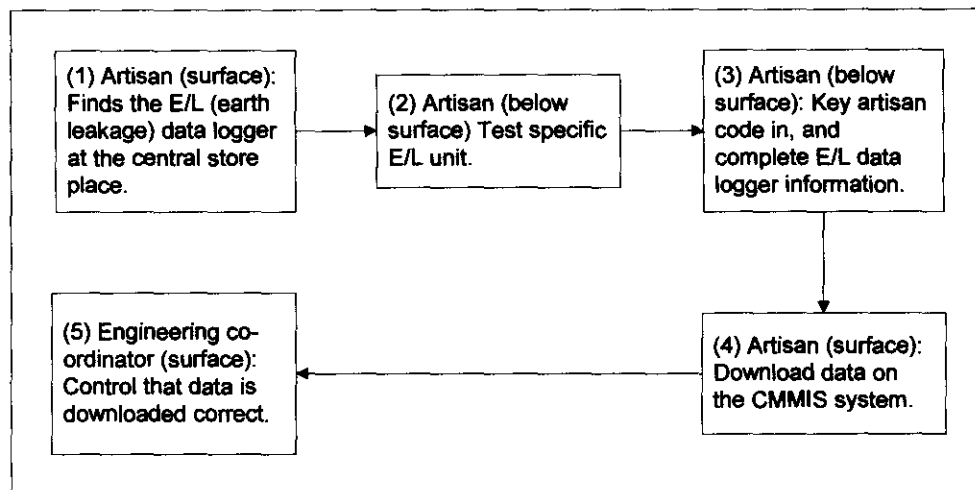 (1) Artisan (surface):
Finds the E/L (earth
leakage) data logger
at the central store
place.
(2) Artisan (below
surface) Test specific
E/L unit.
(3) Artisan (below
surface): Key artisan
code in, and
complete E/L data
logger information.
(4) Artisan (surface):
Download data on
the CMMIS system.
(5) Engineering co-
ordinator (surface):
Control that data is
downloaded correct.